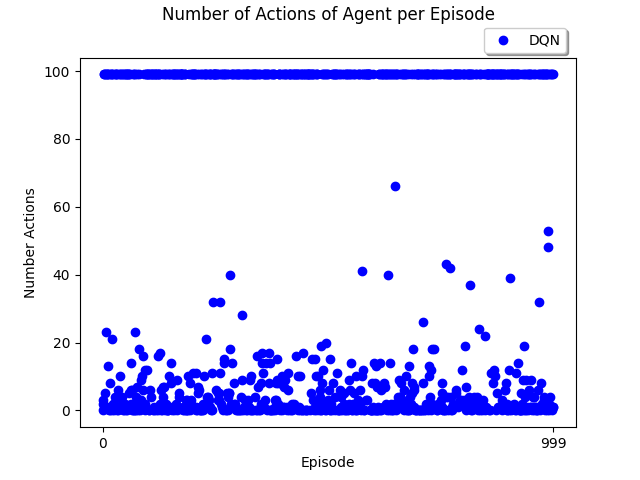 Number of Actions of Agent per Episode
DQN
100
80
60
40
20
0
Number Actions
0 999
Episode